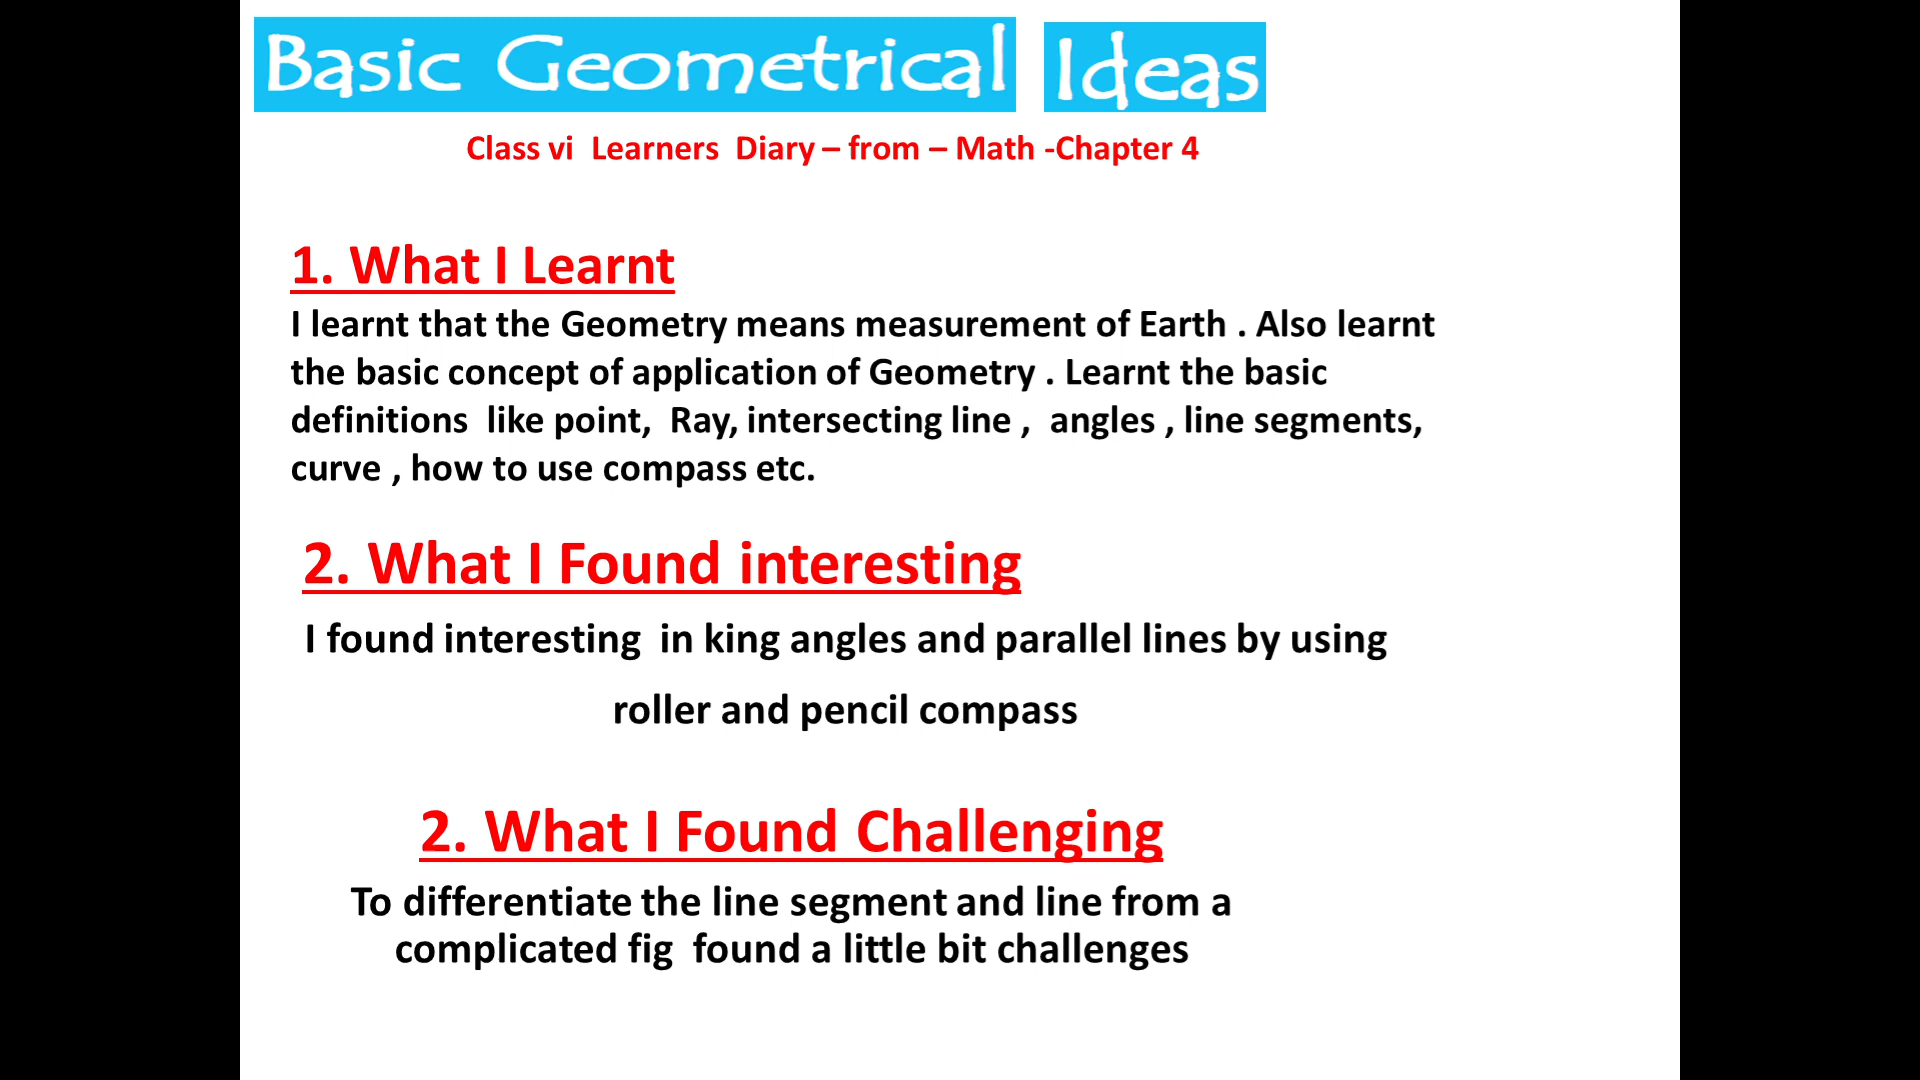 Basic Geometrical Ideas
Class vi Learners Diary – from – Math -Chapter 4
1. What I Learnt
I learnt that the Geometry means measurement of Earth . Also learnt
the basic concept of application of Geometry . Learnt the basic
definitions like point, Ray, intersecting line , angles , line segments,
curve , how to use compass etc.
2. What I Found interesting
I found interesting in king angles and parallel lines by using
roller and pencil compass
2. What I Found Challenging
To differentiate the line segment and line from a
complicated fig found a little bit challenges